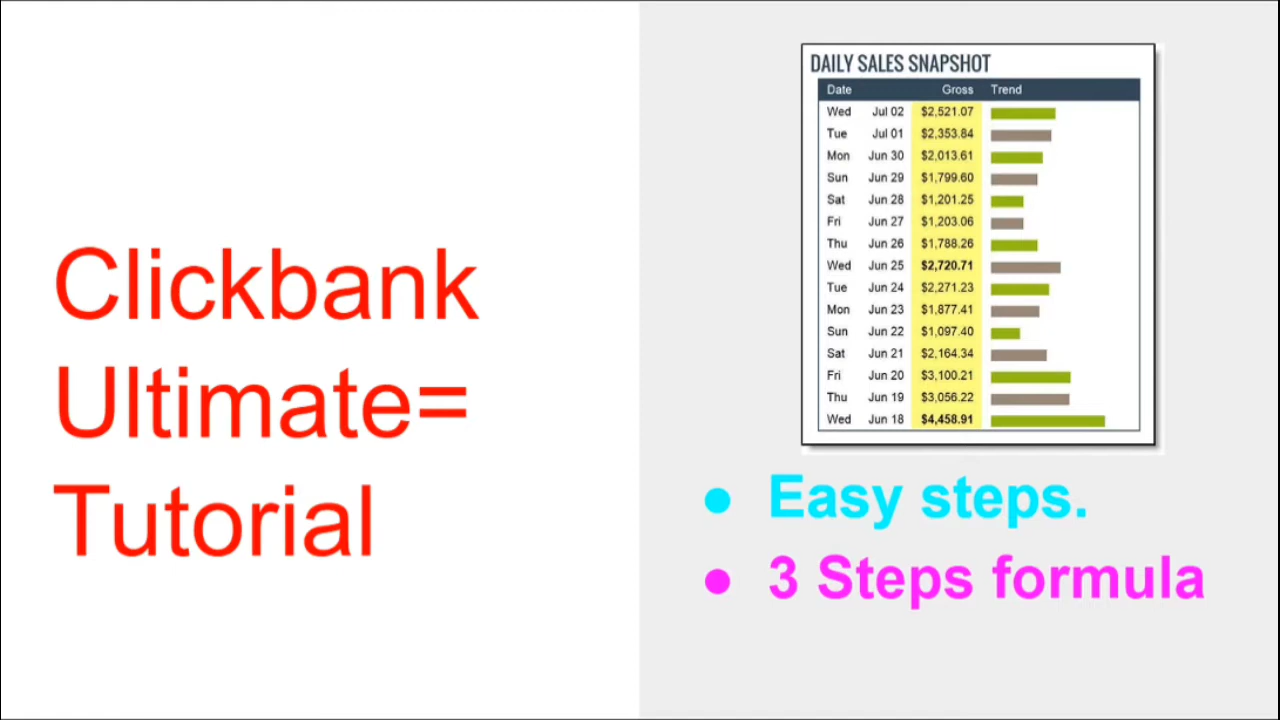 Clickbank
Ultimate=
Tutorial
DAILY SALES SNAPSHOT
Date Gross Trend
Wed Jul 02 $2,521.07
Tue Jul 01 $2,353.84
Mon Jun 30 $2,013.61
Sun Jun 29 $1,799.60
Sat Jun 28 $1,201.25
Fri Jun 27 $1,203.06
Thu Jun 26 $1,788.26
Wed Jun 25 $2,720.71
Tue Jun 24 $2,271.23
Mon Jun 23 $1,877.41
Sun Jun 22 $1,097.40
Sat Jun 21 $2,164.34
Fri Jun 20 $3,100.21
Thu Jun 19 $3,056.22
Wed Jun 18 $4,458.91
● Easy steps.
● 3 Steps formula